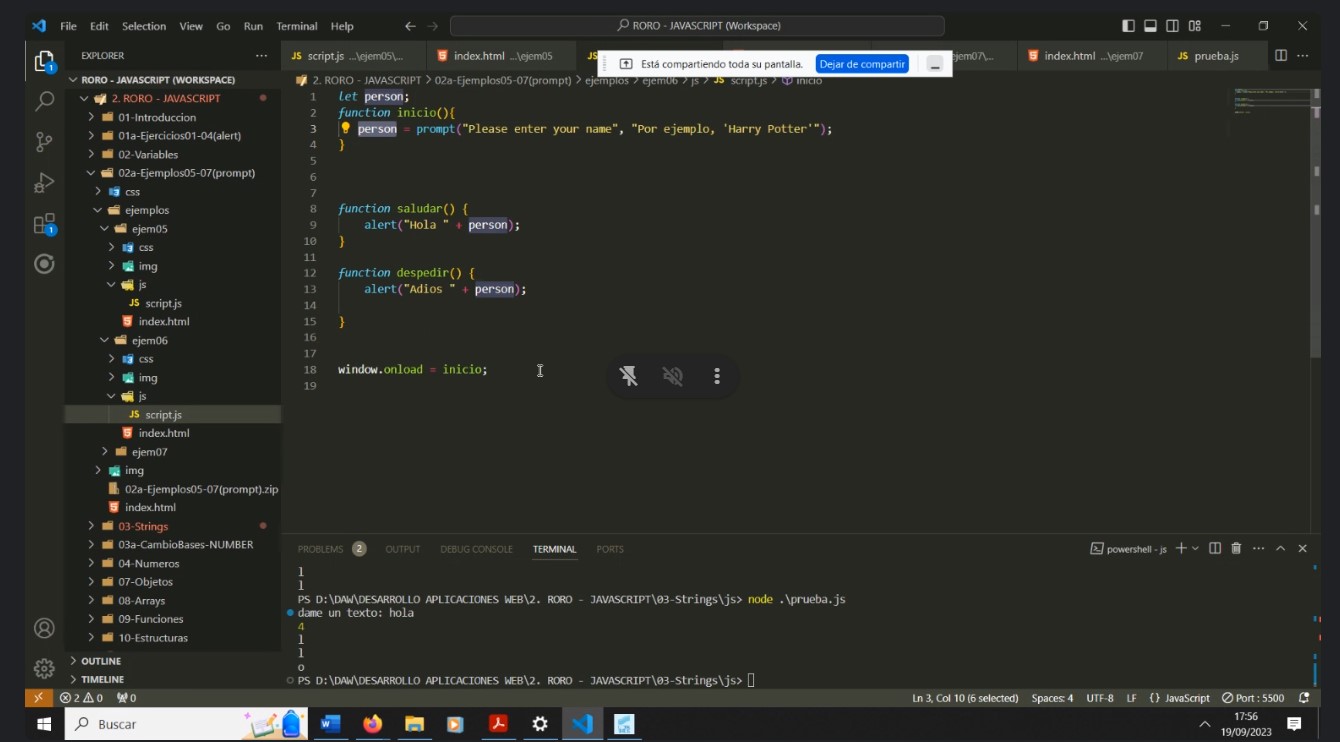 File Edit Selection View Go Run Terminal Help
RORO - JAVASCRIPT (Workspace)
EXPLORER
JS script.js ...\ejem05\...
index.html ...\ejem05
JS
ejem07\...
index.html ...\ejem07
JS prueba.js
Está compartiendo toda su pantalla. Dejar de compartir
2. RORO - JAVASCRIPT > 02a-Ejemplos05-07(prompt) > ejemplos > ejem06 > js > JS script.js > inicio
RORO - JAVASCRIPT (WORKSPACE)
2. RORO - JAVASCRIPT
01-Introduccion
01a-Ejercicios01-04(alert)
02-Variables
02a-Ejemplos05-07(prompt)
css
ejemplos
ejem05
css
img
js
JS script.js
index.html
ejem06
css
img
js
JS script.js
index.html
ejem07
img
02a-Ejemplos05-07(prompt).zip
index.html
03-Strings
03a-CambioBases-NUMBER
04-Numeros
07-Objetos
08-Arrays
09-Funciones
10-Estructuras
OUTLINE
TIMELINE
1 let person;
2 function inicio(){
3 person = prompt("Please enter your name", "Por ejemplo, 'Harry Potter'");
4 }
5
6
7
8 function saludar() {
9 alert("Hola " + person);
10 }
11
12 function despedir() {
13 alert("Adios " + person);
14
15 }
16
17
18 window.onload = inicio;
19
PROBLEMS 2 OUTPUT DEBUG CONSOLE TERMINAL PORTS
powershell - js
l
l
PS D:\DAW\DESARROLLO APLICACIONES WEB\2. RORO - JAVASCRIPT\03-Strings\js> node .\prueba.js
dame un texto: hola
4
l
l
o
PS D:\DAW\DESARROLLO APLICACIONES WEB\2. RORO - JAVASCRIPT\03-Strings\js>
1
1
2 0 0
Ln 3, Col 10 (6 selected) Spaces: 4 UTF-8 LF {} JavaScript Port : 5500
Buscar
17:56
19/09/2023